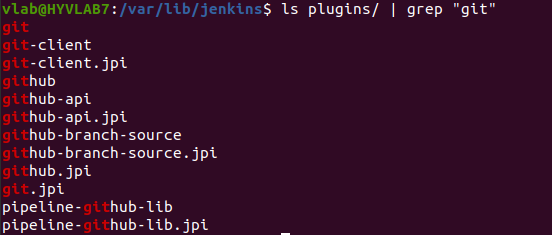 vlab@HYVLAB7:/var/lib/jenkins$ ls plugins/ | grep "git"
git
git-client
git-client.jpi
github
github-api
github-api.jpi
github-branch-source
github-branch-source.jpi
github.jpi
git.jpi
pipeline-github-lib
pipeline-github-lib.jpi